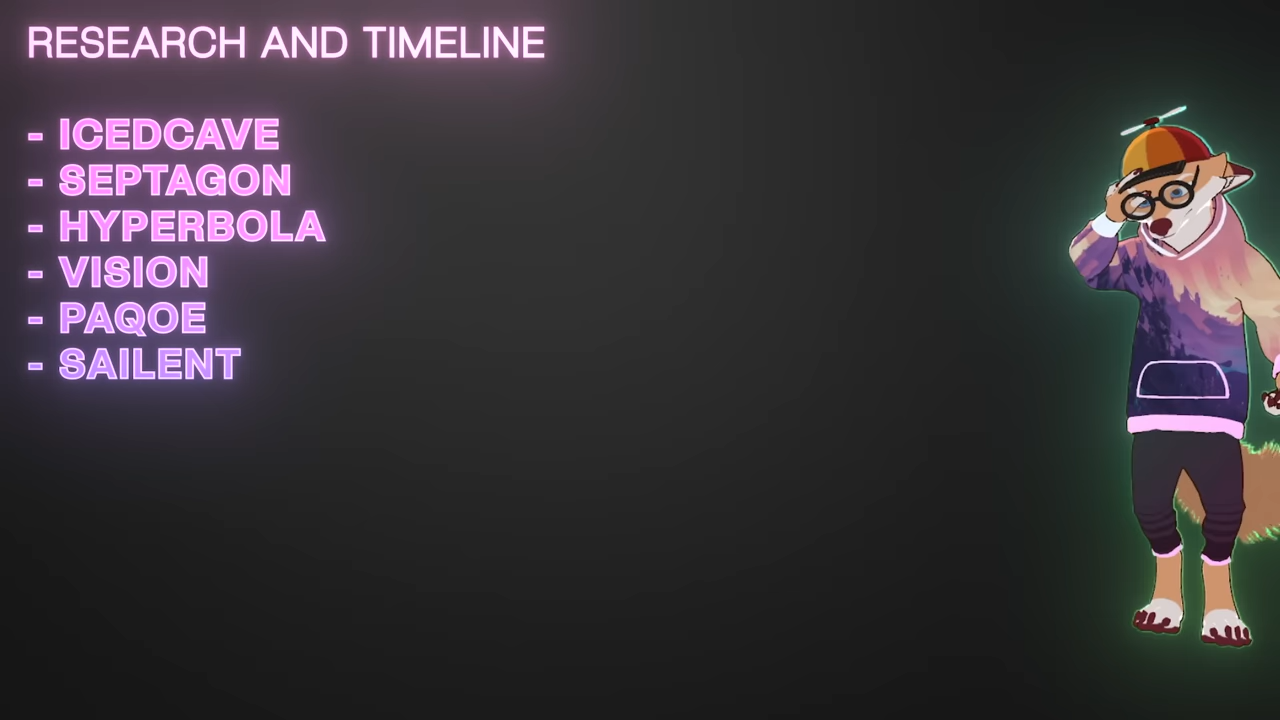 RESEARCH AND TIMELINE
- ICEDCAVE
- SEPTAGON
- HYPERBOLA
- VISION
- PAQOE
- SAILENT